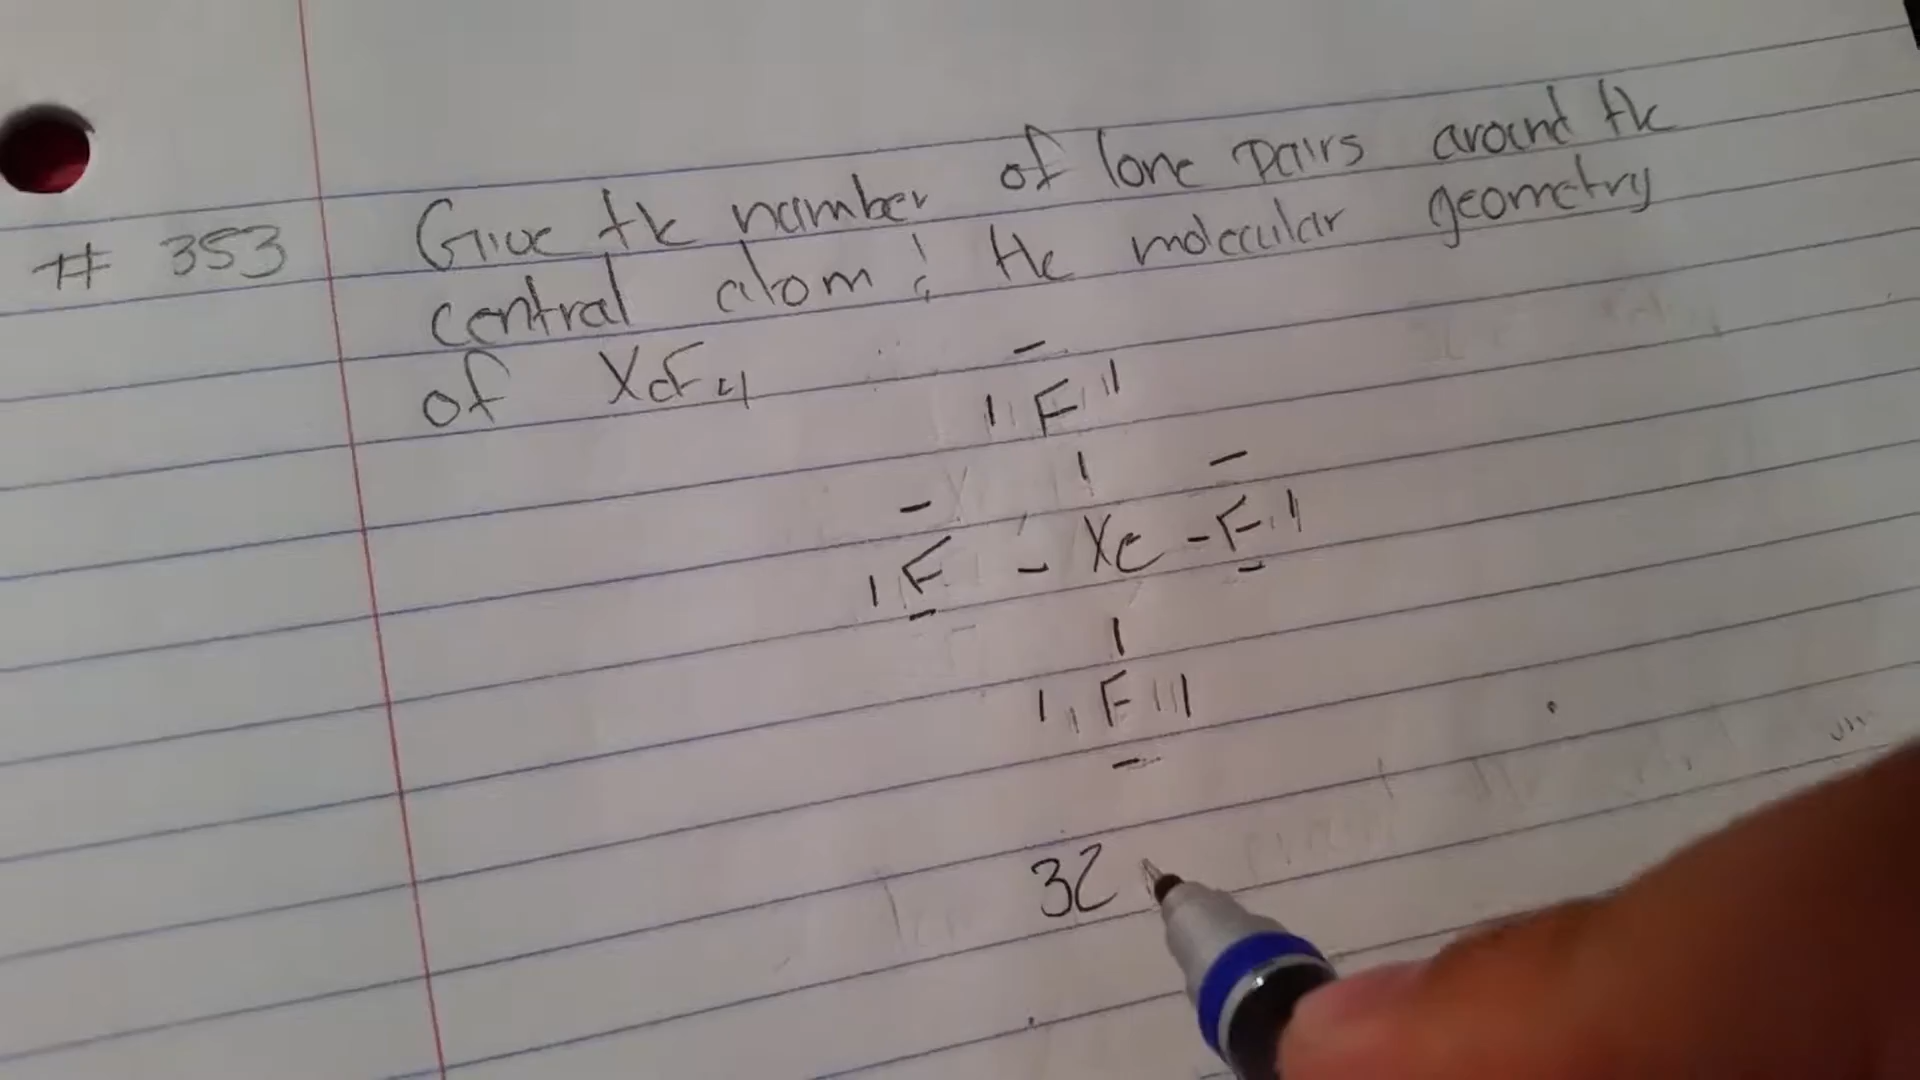 # 353 Give the number of lone pairs around the
central atom & the molecular geometry
of XeF4
F
F - Xe - F
F
32